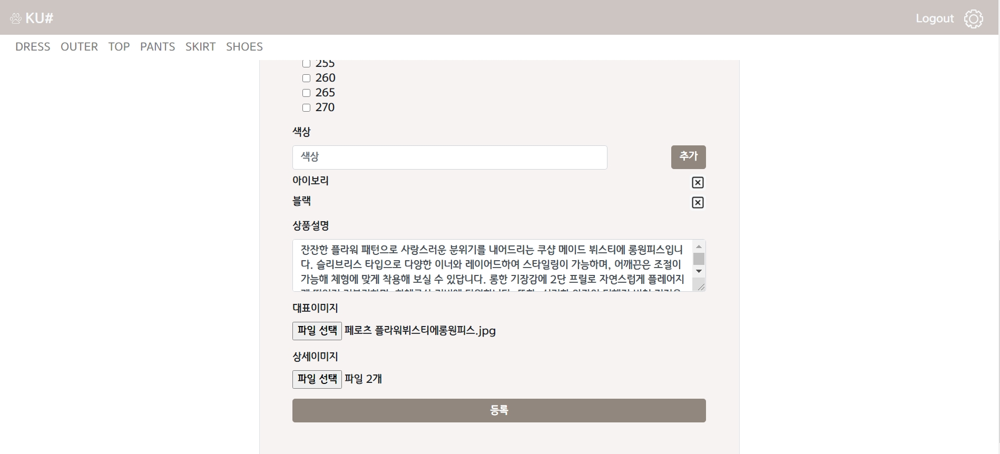 KU#
Logout
DRESS OUTER TOP PANTS SKIRT SHOES
255
260
265
270
색상
색상
추가
아이보리
블랙
상품설명
잔잔한 플라워 패턴으로 사랑스러운 분위기를 내어드리는 쿠샵 메이드 뷔스티에 롱원피스입니
다. 슬리브리스 타입으로 다양한 이너와 레이어드하여 스타일링이 가능하며, 어깨끈은 조절이
가능해 체형에 맞게 착용해 보실 수 있답니다. 롱한 기장감에 2단 프릴로 자연스럽게 플레어지
대표이미지
파일 선택 페로츠 플라워뷔스티에롱원피스.jpg
상세이미지
파일 선택 파일 2개
등록